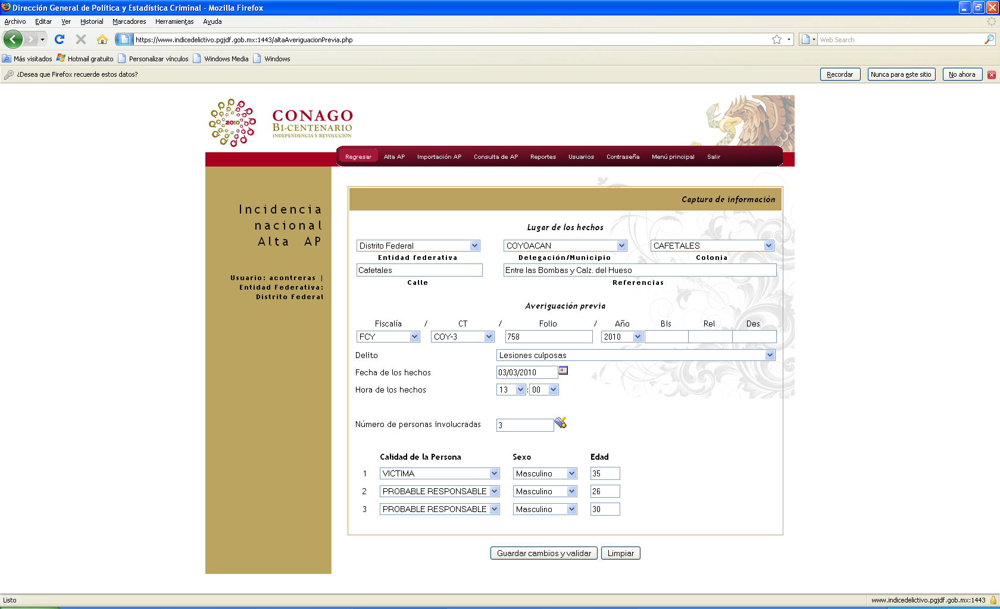 Dirección General de Política y Estadística Criminal - Mozilla Firefox
Archivo Editar Ver Historial Marcadores Herramientas Ayuda
https://www.indicedelictivo.pgjdf.gob.mx:1443/altaAveriguacionPrevia.php
Web Search
Más visitados Hotmail gratuito Personalizar vínculos Windows Media Windows
¿Desea que Firefox recuerde estos datos? Recordar Nunca para este sitio No ahora
2010
CONAGO
BI-CENTENARIO
INDEPENDENCIA Y REVOLUCIÓN
Regresar Alta AP Importación AP Consulta de AP Reportes Usuarios Contraseña Menú principal Salir
Incidencia
nacional
Alta AP
Usuario: acontreras |
Entidad Federativa:
Distrito Federal
Captura de información
Lugar de los hechos
Distrito Federal COYOACAN CAFETALES
Entidad federativa Delegación/Municipio Colonia
Cafetales Entre las Bombas y Calz. del Hueso
Calle Referencias
Averiguación previa
Fiscalía / CT / Folio / Año Bis Rel Des
FCY COY-3 758 2010
Delito Lesiones culposas
Fecha de los hechos 03/03/2010
Hora de los hechos 13 : 00
Número de personas involucradas 3
Calidad de la Persona Sexo Edad
1 VICTIMA Masculino 35
2 PROBABLE RESPONSABLE Masculino 26
3 PROBABLE RESPONSABLE Masculino 30
Guardar cambios y validar Limpiar
Listo www.indicedelictivo.pgjdf.gob.mx:1443